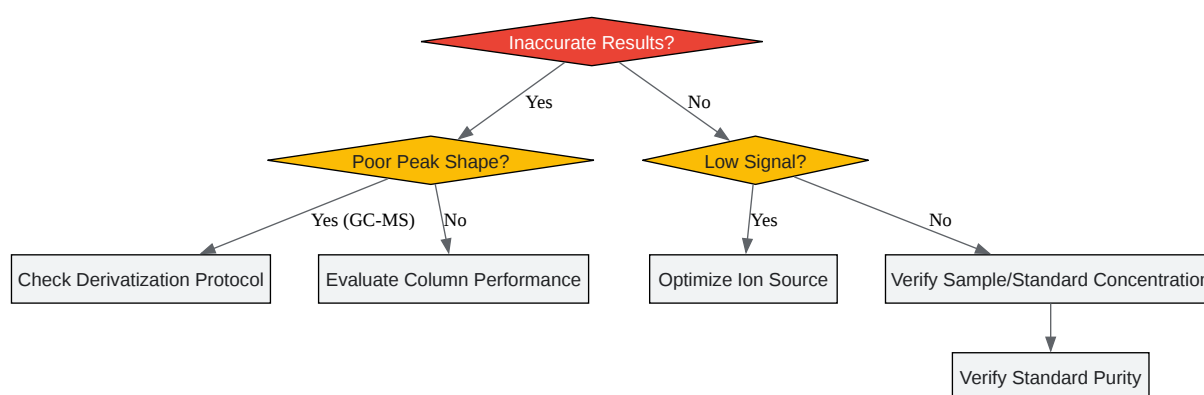 Inaccurate Results?
Yes
No
Poor Peak Shape?
Low Signal?
Yes (GC-MS)
No
Yes
No
Check Derivatization Protocol
Evaluate Column Performance
Optimize Ion Source
Verify Sample/Standard Concentration
Verify Standard Purity